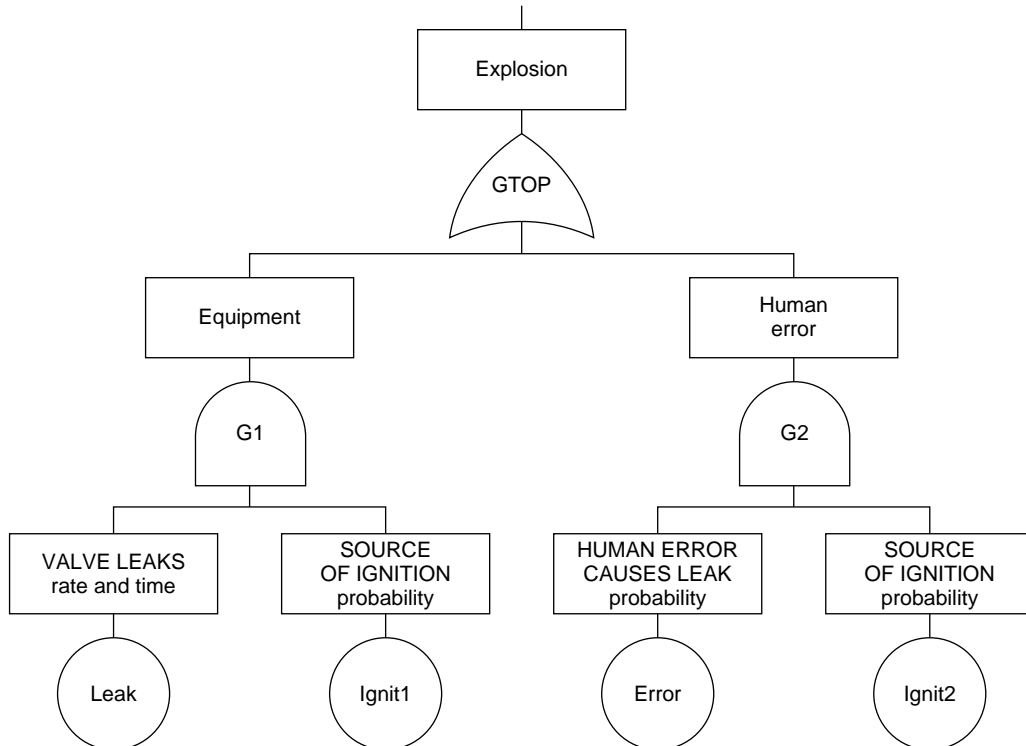 Explosion
GTOP
Equipment
Human
error
G1
G2
VALVE LEAKS
rate and time
SOURCE
OF IGNITION
probability
HUMAN ERROR
CAUSES LEAK
probability
SOURCE
OF IGNITION
probability
Leak
Ignit1
Error
Ignit2